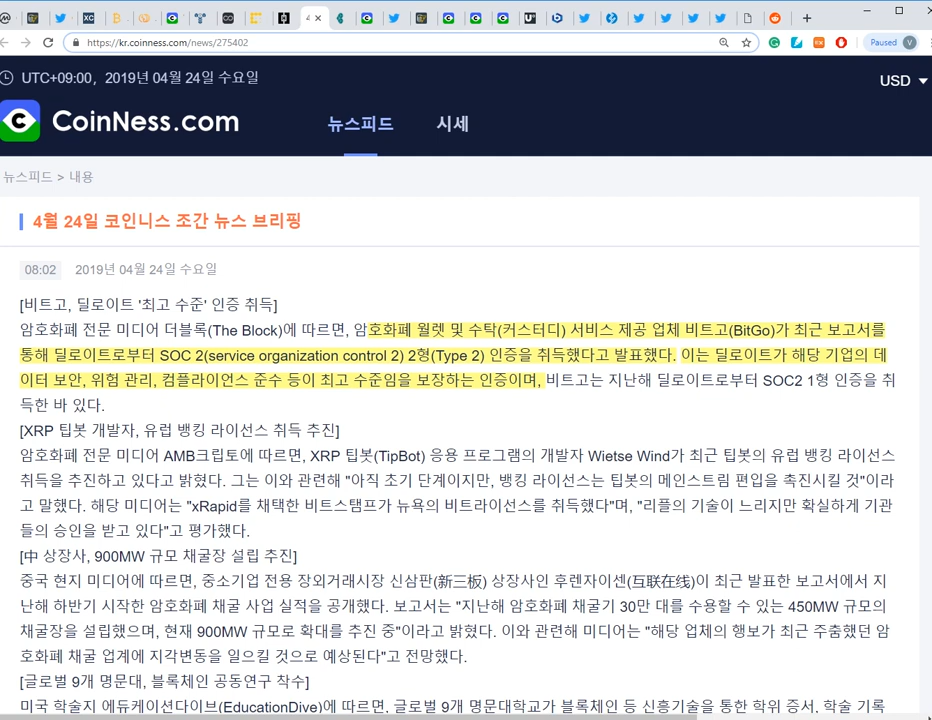 https://kr.coinness.com/news/275402
Paused
V
UTC+09:00, 2019년 04월 24일 수요일
USD
CoinNess.com
뉴스피드
시세
뉴스피드 > 내용
4월 24일 코인니스 조간 뉴스 브리핑
08:02 2019년 04월 24일 수요일
[비트고, 딜로이트 '최고 수준' 인증 취득]
암호화폐 전문 미디어 더블록(The Block)에 따르면, 암호화폐 월렛 및 수탁(커스터디) 서비스 제공 업체 비트고(BitGo)가 최근 보고서를
통해 딜로이트로부터 SOC 2(service organization control 2) 2형(Type 2) 인증을 취득했다고 발표했다. 이는 딜로이트가 해당 기업의 데
이터 보안, 위험 관리, 컴플라이언스 준수 등이 최고 수준임을 보장하는 인증이며, 비트고는 지난해 딜로이트로부터 SOC2 1형 인증을 취
득한 바 있다.
[XRP 팁봇 개발자, 유럽 뱅킹 라이선스 취득 추진]
암호화폐 전문 미디어 AMB크립토에 따르면, XRP 팁봇(TipBot) 응용 프로그램의 개발자 Wietse Wind가 최근 팁봇의 유럽 뱅킹 라이선스
취득을 추진하고 있다고 밝혔다. 그는 이와 관련해 "아직 초기 단계이지만, 뱅킹 라이선스는 팁봇의 메인스트림 편입을 촉진시킬 것"이라
고 말했다. 해당 미디어는 "xRapid를 채택한 비트스탬프가 뉴욕의 비트라이선스를 취득했다"며, "리플의 기술이 느리지만 확실하게 기관
들의 승인을 받고 있다"고 평가했다.
[中 상장사, 900MW 규모 채굴장 설립 추진]
중국 현지 미디어에 따르면, 중소기업 전용 장외거래시장 신삼판(新三板) 상장사인 후렌자이센(互联在线)이 최근 발표한 보고서에서 지
난해 하반기 시작한 암호화폐 채굴 사업 실적을 공개했다. 보고서는 "지난해 암호화폐 채굴기 30만 대를 수용할 수 있는 450MW 규모의
채굴장을 설립했으며, 현재 900MW 규모로 확대를 추진 중"이라고 밝혔다. 이와 관련해 미디어는 "해당 업체의 행보가 최근 주춤했던 암
호화폐 채굴 업계에 지각변동을 일으킬 것으로 예상된다"고 전망했다.
[글로벌 9개 명문대, 블록체인 공동연구 착수]
미국 학술지 에듀케이션다이브(EducationDive)에 따르면, 글로벌 9개 명문대학교가 블록체인 등 신흥기술을 통한 학위 증서, 학술 기록